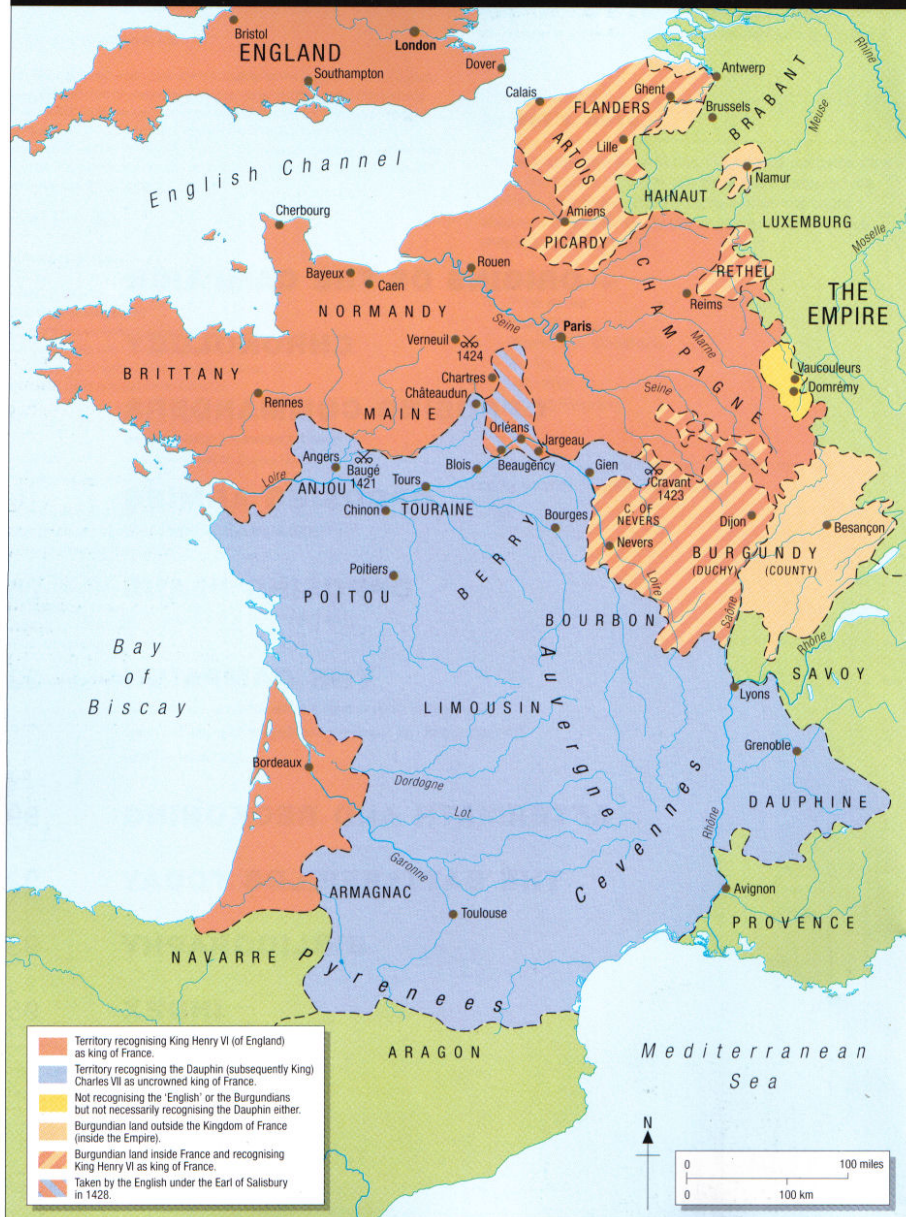 Bristol
ENGLAND
London
Southampton
Dover
Rhine
Antwerp
Calais
Ghent
FLANDERS
Brussels
BRABANT
Meuse
Lille
ARTOIS
English Channel
Namur
HAINAUT
Cherbourg
Amiens
LUXEMBURG
PICARDY
Moselle
Rouen
RETHELI
Bayeux
Caen
CHAMPAGNE
Reims
THE
EMPIRE
NORMANDY
Seine
Paris
Marne
Verneuil
1424
BRITTANY
Chartres
Seine
Vaucouleurs
Domrémy
Châteaudun
Rennes
MAINE
Orléans
Jargeau
Angers
Baugé
1421
Blois
Beaugency
Gien
Cravant
1423
Loire
ANJOU
Tours
C. OF
NEVERS
Chinon
TOURAINE
Bourges
Dijon
Besançon
Nevers
BURGUNDY
(DUCHY)
(COUNTY)
BERRY
Poitiers
POITOU
Loire
Saône
BOURBON
Rhône
Bay
of
Biscay
SAVOY
Auvergne
Lyons
LIMOUSIN
Grenoble
Bordeaux
Dordogne
DAUPHINE
Lot
Cevennes
Rhône
Garonne
ARMAGNAC
Avignon
Toulouse
PROVENCE
NAVARRE
Pyrenees
ARAGON
Mediterranean
Sea
Territory recognising King Henry VI (of England)
as king of France.
Territory recognising the Dauphin (subsequently King)
Charles VII as uncrowned king of France.
Not recognising the 'English' or the Burgundians
but not necessarily recognising the Dauphin either.
Burgundian land outside the Kingdom of France
(inside the Empire).
Burgundian land inside France and recognising
King Henry VI as king of France.
Taken by the English under the Earl of Salisbury
in 1428.
N
0 100 miles
0 100 km